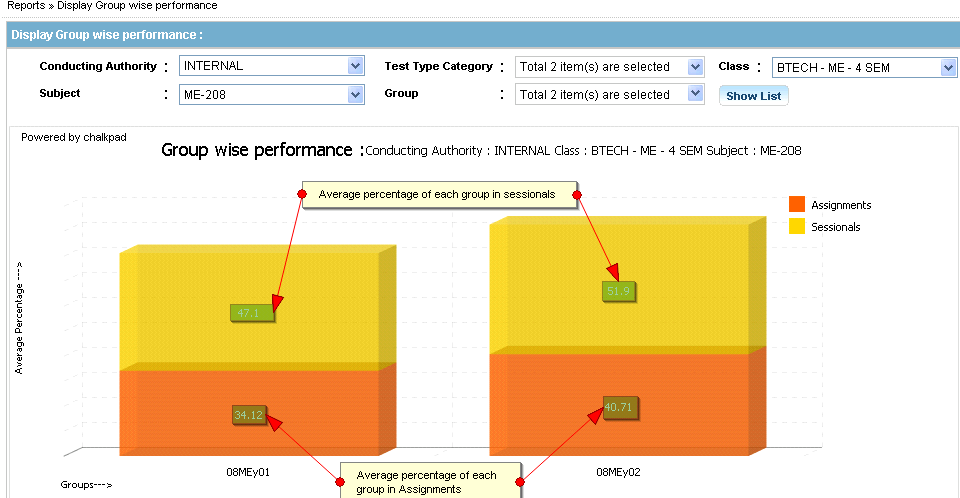 Reports » Display Group wise performance
Display Group wise performance :
Conducting Authority : INTERNAL Test Type Category : Total 2 item(s) are selected Class : BTECH - ME - 4 SEM
Subject : ME-208 Group : Total 2 item(s) are selected Show List
Powered by chalkpad
Group wise performance :Conducting Authority : INTERNAL Class : BTECH - ME - 4 SEM Subject : ME-208
Average percentage of each group in sessionals
Assignments
Sessionals
Average Percentage --->
47.1
51.9
34.12
40.71
08MEy01
08MEy02
Average percentage of each
group in Assignments
Groups--->